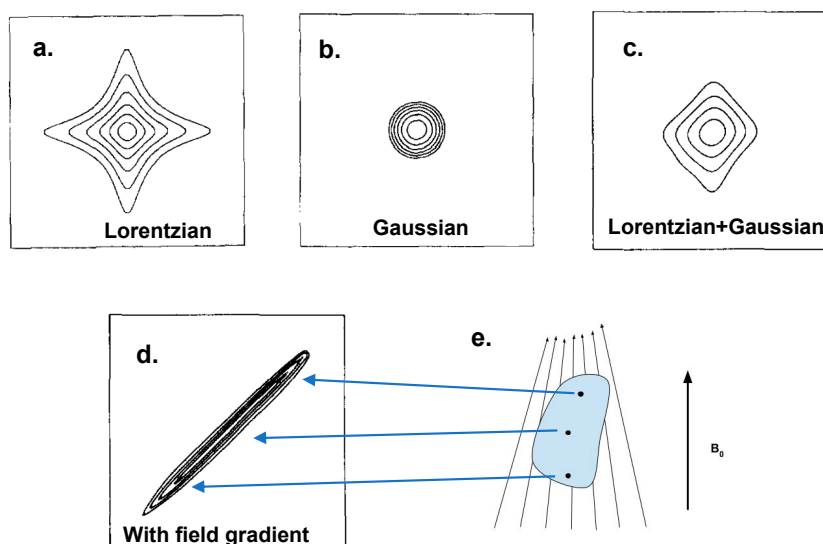 a.
Lorentzian
b.
Gaussian
c.
Lorentzian+Gaussian
d.
With field gradient
e.
B₀